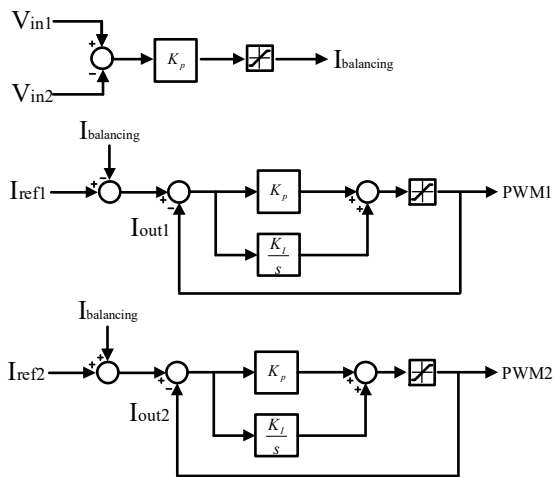 Vin1
+
−
Kp
Vin2
Ibalancing
Ibalancing
Iref1
+
−
+
−
Kp
+
+
PWM1
Iout1
KI
s
Ibalancing
Iref2
+
+
+
−
Kp
+
+
PWM2
Iout2
KI
s